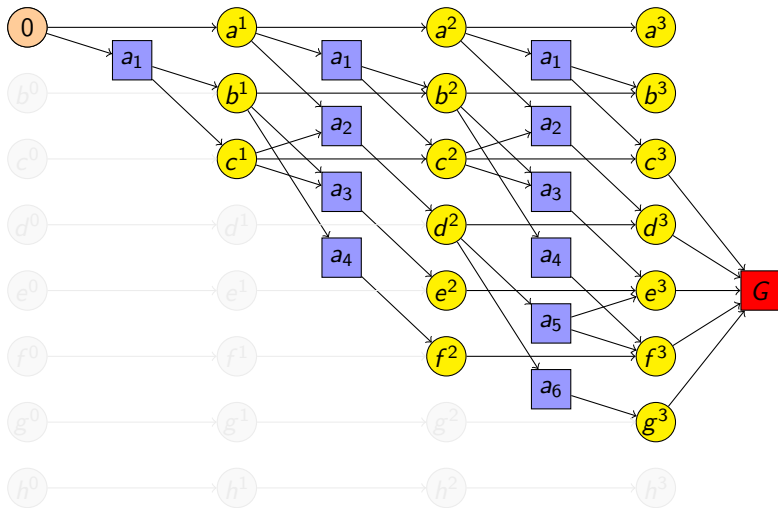 0 a¹ a² a³
a₁ a₁ a₁
b⁰ b¹ b² b³
a₂ a₂
c⁰ c¹ c² c³
a₃ a₃
d⁰ d¹ d² d³
a₄ a₄
e⁰ e¹ e² e³ G
a₅
f⁰ f¹ f² f³
a₆
g⁰ g¹ g² g³
h⁰ h¹ h² h³